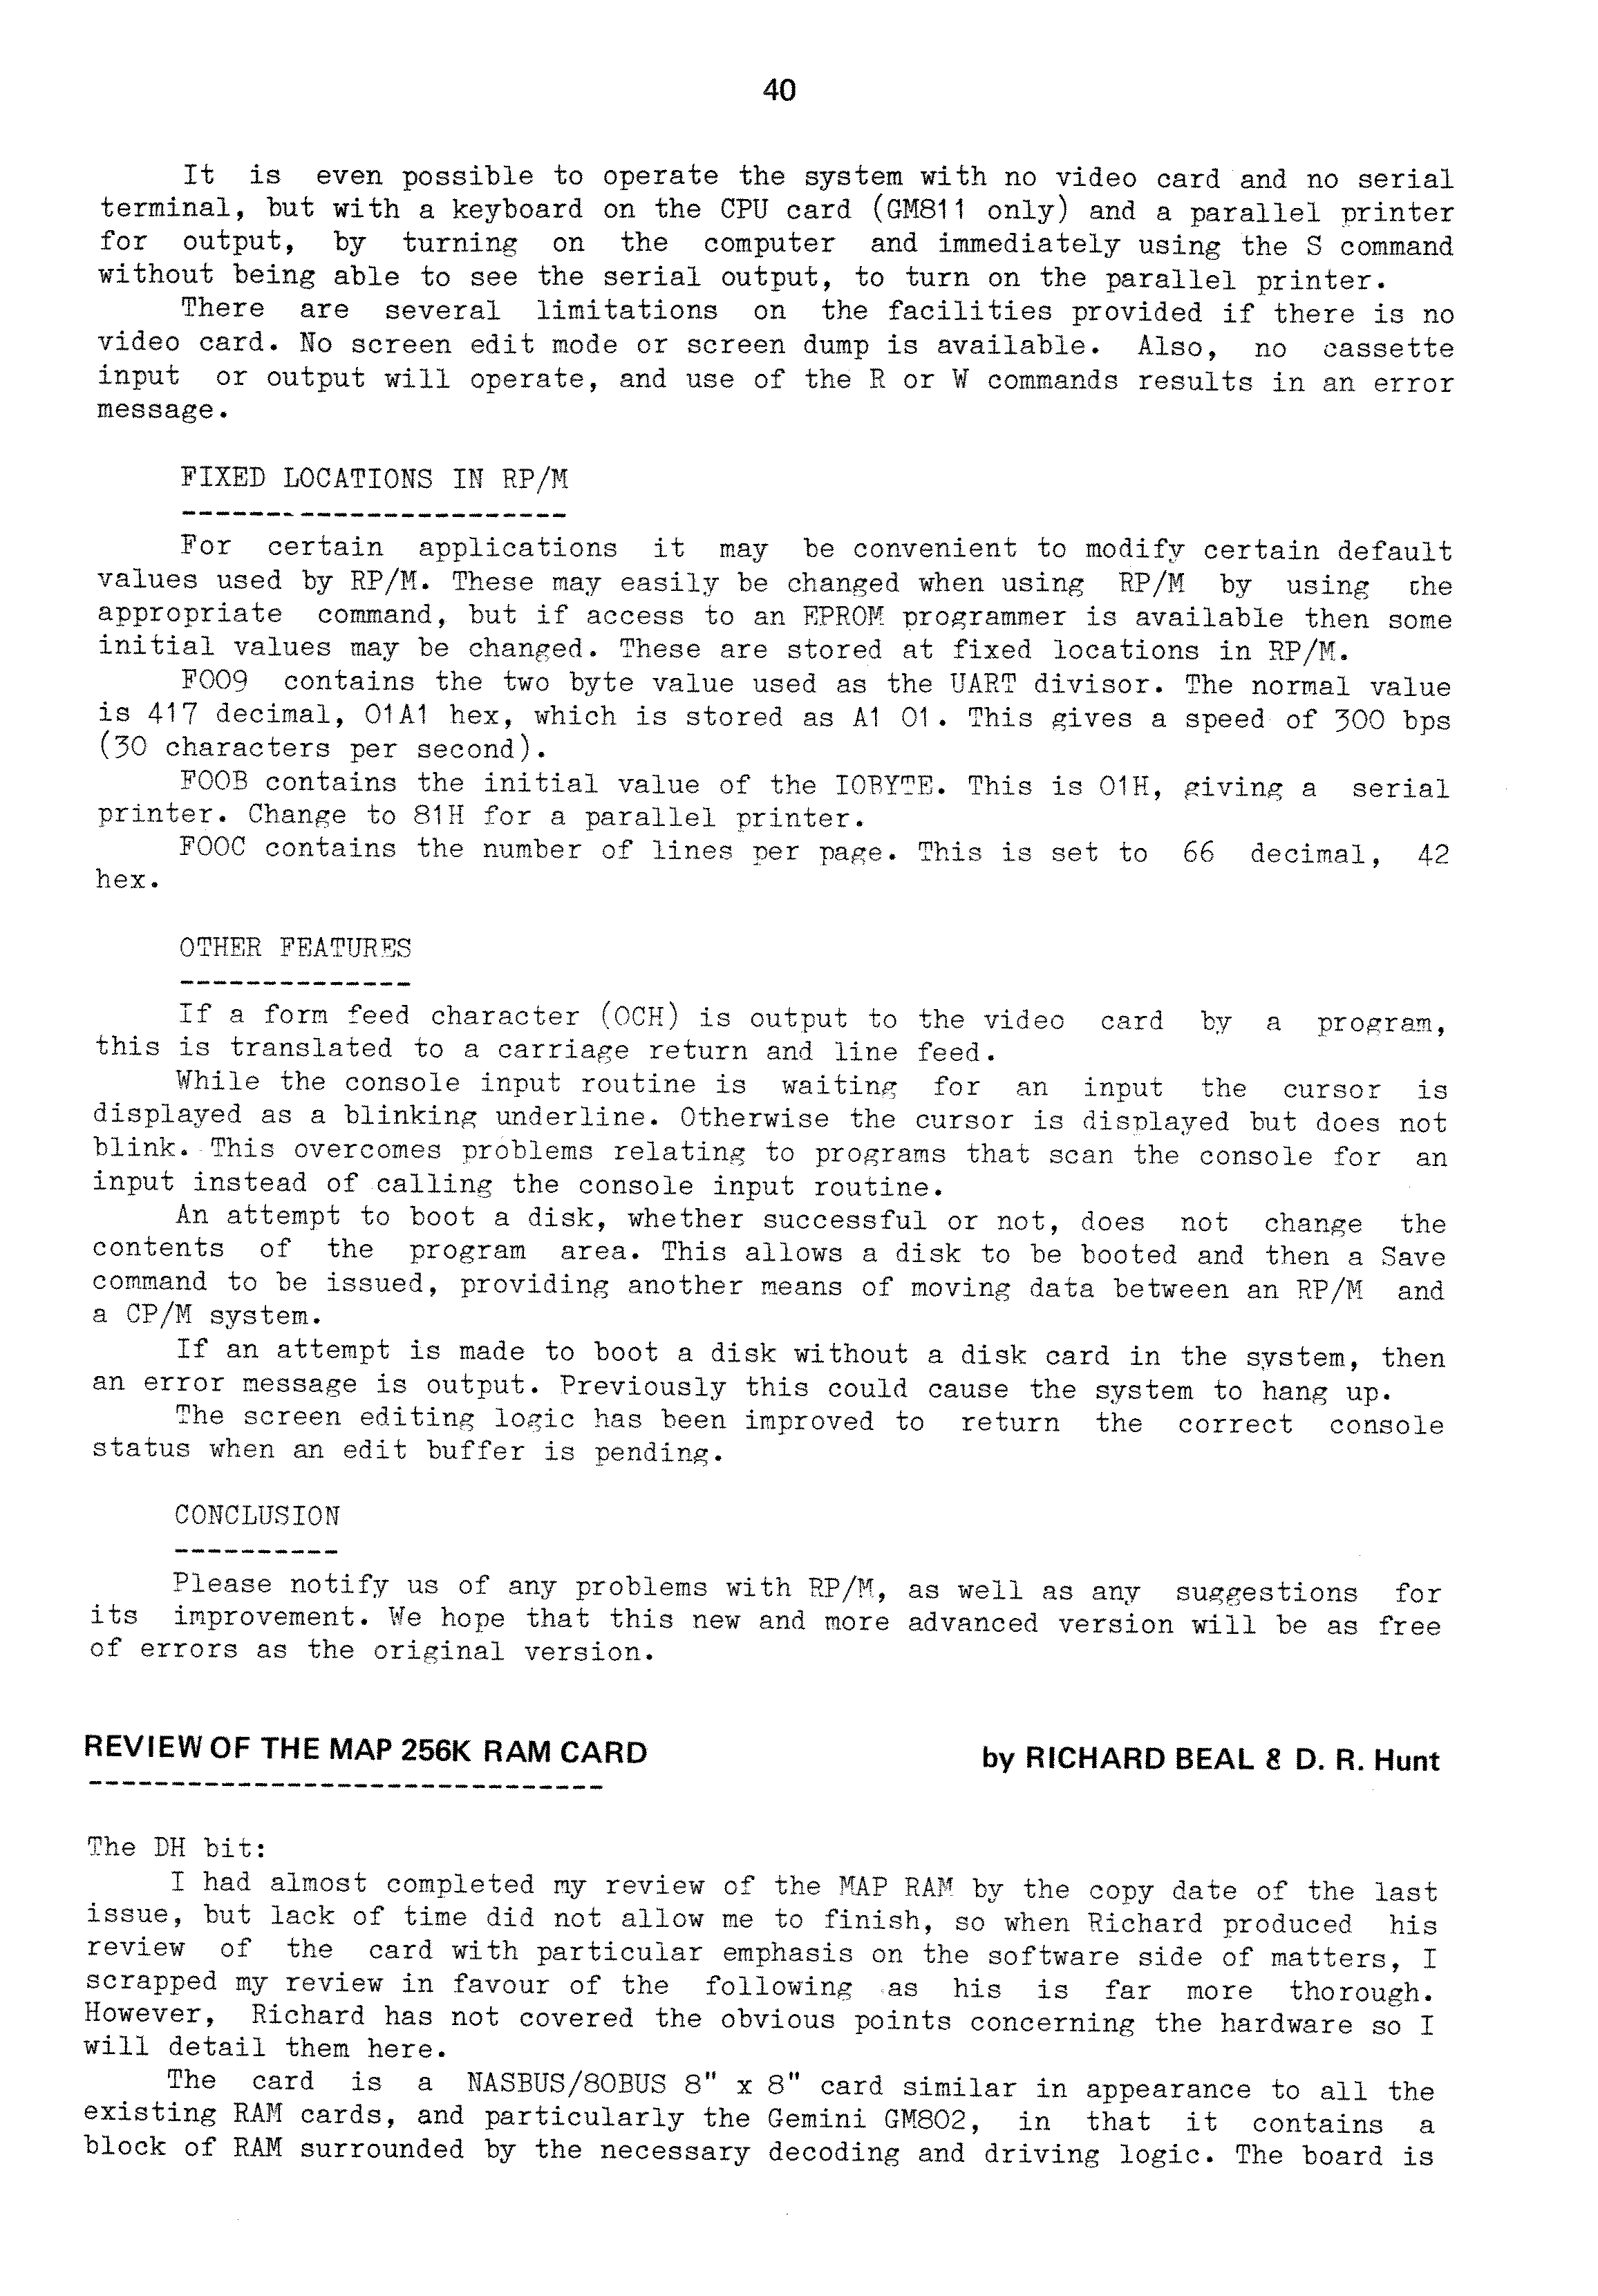 40
It is even possible to operate the system with no video card and no serial
terminal, but with a keyboard on the CPU card (GM811 only) and a parallel printer
for output, by turning on the computer and immediately using the S command
without being able to see the serial output, to turn on the parallel printer.
There are several limitations on the facilities provided if there is no
video card. No screen edit mode or screen dump is available. Also, no cassette
input or output will operate, and use of the R or W commands results in an error
message.
FIXED LOCATIONS IN RP/M
-----------------------
For certain applications it may be convenient to modify certain default
values used by RP/M. These may easily be changed when using RP/M by using the
appropriate command, but if access to an EPROM programmer is available then some
initial values may be changed. These are stored at fixed locations in RP/M.
F009 contains the two byte value used as the UART divisor. The normal value
is 417 decimal, 01A1 hex, which is stored as A1 01. This gives a speed of 300 bps
(30 characters per second).
F00B contains the initial value of the IOBYTE. This is 01H, giving a serial
printer. Change to 81H for a parallel printer.
F00C contains the number of lines per page. This is set to 66 decimal, 42
hex.
OTHER FEATURES
--------------
If a form feed character (0CH) is output to the video card by a program,
this is translated to a carriage return and line feed.
While the console input routine is waiting for an input the cursor is
displayed as a blinking underline. Otherwise the cursor is displayed but does not
blink. This overcomes problems relating to programs that scan the console for an
input instead of calling the console input routine.
An attempt to boot a disk, whether successful or not, does not change the
contents of the program area. This allows a disk to be booted and then a Save
command to be issued, providing another means of moving data between an RP/M and
a CP/M system.
If an attempt is made to boot a disk without a disk card in the system, then
an error message is output. Previously this could cause the system to hang up.
The screen editing logic has been improved to return the correct console
status when an edit buffer is pending.
CONCLUSION
----------
Please notify us of any problems with RP/M, as well as any suggestions for
its improvement. We hope that this new and more advanced version will be as free
of errors as the original version.
REVIEW OF THE MAP 256K RAM CARD by RICHARD BEAL & D. R. Hunt
-------------------------------
The DH bit:
I had almost completed my review of the MAP RAM by the copy date of the last
issue, but lack of time did not allow me to finish, so when Richard produced his
review of the card with particular emphasis on the software side of matters, I
scrapped my review in favour of the following as his is far more thorough.
However, Richard has not covered the obvious points concerning the hardware so I
will detail them here.
The card is a NASBUS/80BUS 8" x 8" card similar in appearance to all the
existing RAM cards, and particularly the Gemini GM802, in that it contains a
block of RAM surrounded by the necessary decoding and driving logic. The board is